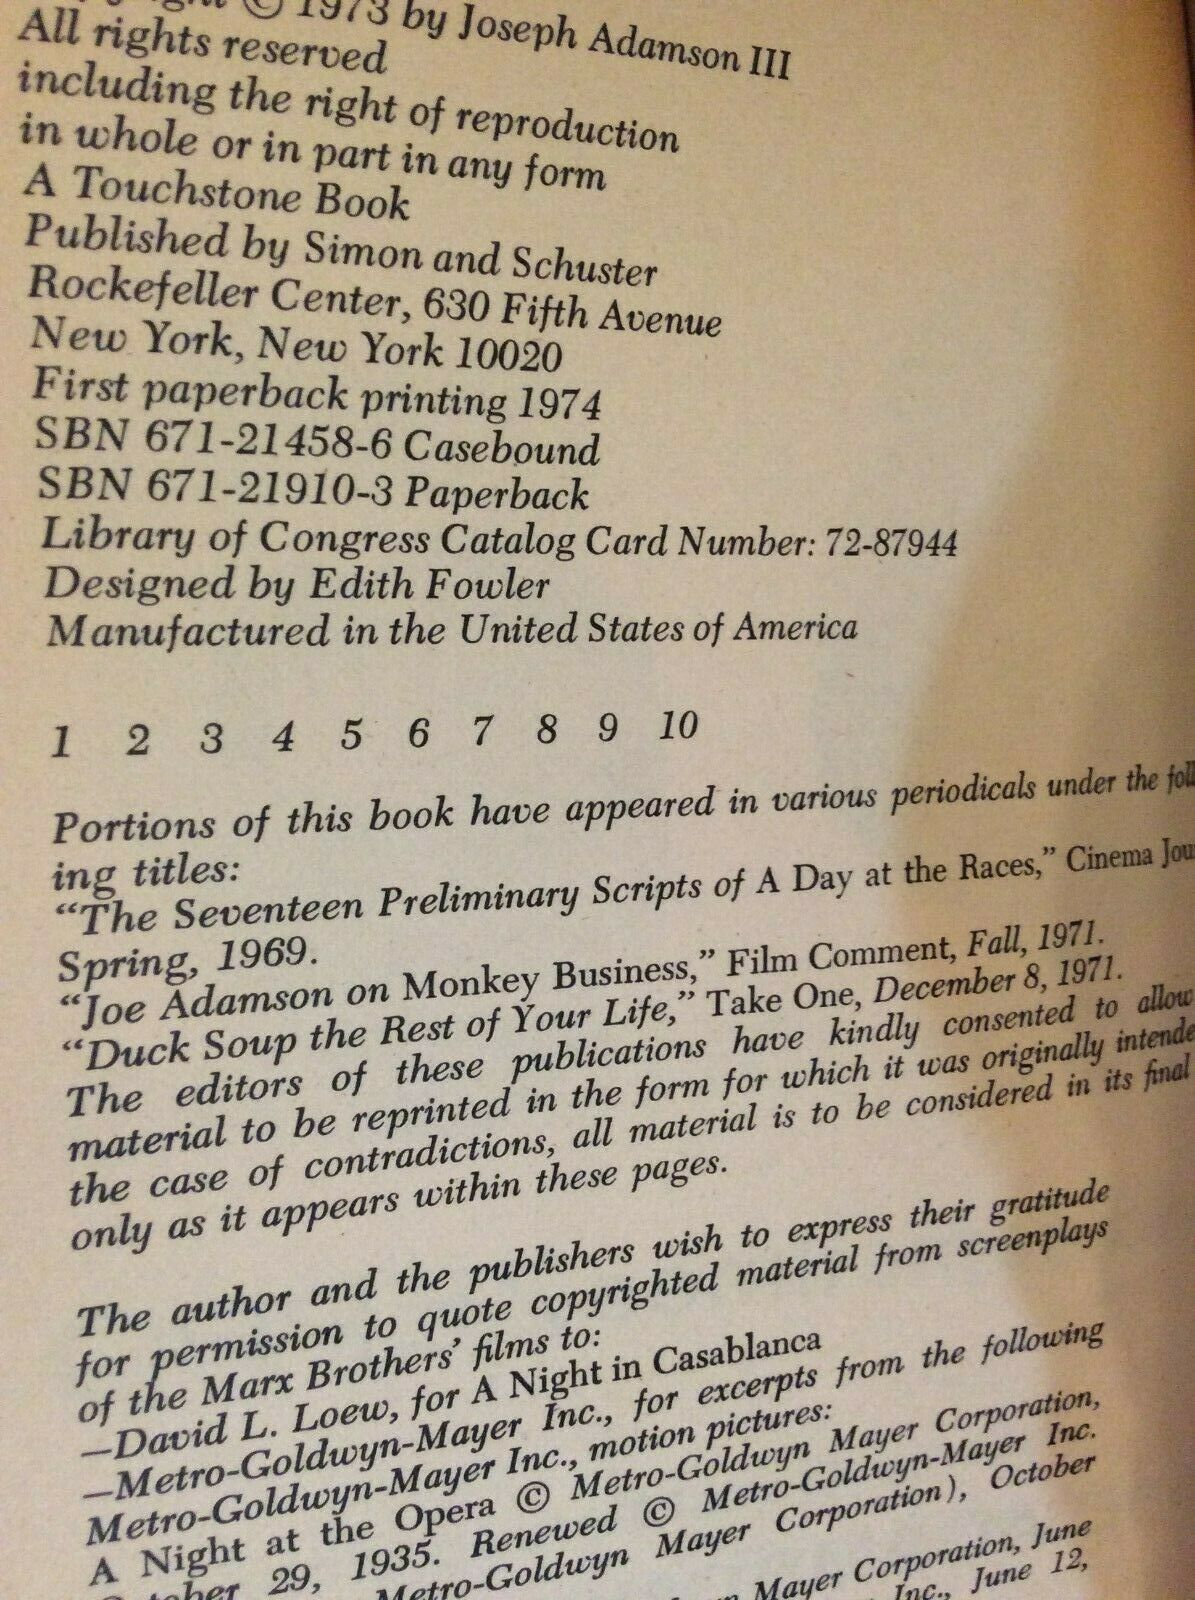 © 1973 by Joseph Adamson III
All rights reserved
including the right of reproduction
in whole or in part in any form
A Touchstone Book
Published by Simon and Schuster
Rockefeller Center, 630 Fifth Avenue
New York, New York 10020
First paperback printing 1974
SBN 671-21458-6 Casebound
SBN 671-21910-3 Paperback
Library of Congress Catalog Card Number: 72-87944
Designed by Edith Fowler
Manufactured in the United States of America
1 2 3 4 5 6 7 8 9 10
Portions of this book have appeared in various periodicals under the
ing titles:
“The Seventeen Preliminary Scripts of A Day at the Races,” Cinema
Spring, 1969.
“Joe Adamson on Monkey Business,” Film Comment, Fall, 1971.
“Duck Soup the Rest of Your Life,” Take One, December 8, 1971.
The editors of these publications have kindly consented to allow
material to be reprinted in the form for which it was originally
the case of contradictions, all material is to be considered in its final
only as it appears within these pages.
The author and the publishers wish to express their gratitude
for permission to quote copyrighted material from screenplays
of the Marx Brothers’ films to:
—David L. Loew, for A Night in Casablanca
—Metro-Goldwyn-Mayer Inc., for excerpts from the following
Metro-Goldwyn-Mayer Inc., motion pictures:
A Night at the Opera © Metro-Goldwyn Mayer Corporation,
29, 1935. Renewed © Metro-Goldwyn-Mayer Inc.
Metro-Goldwyn Mayer Corporation), October
Mayer Corporation, June
Inc., June 12,